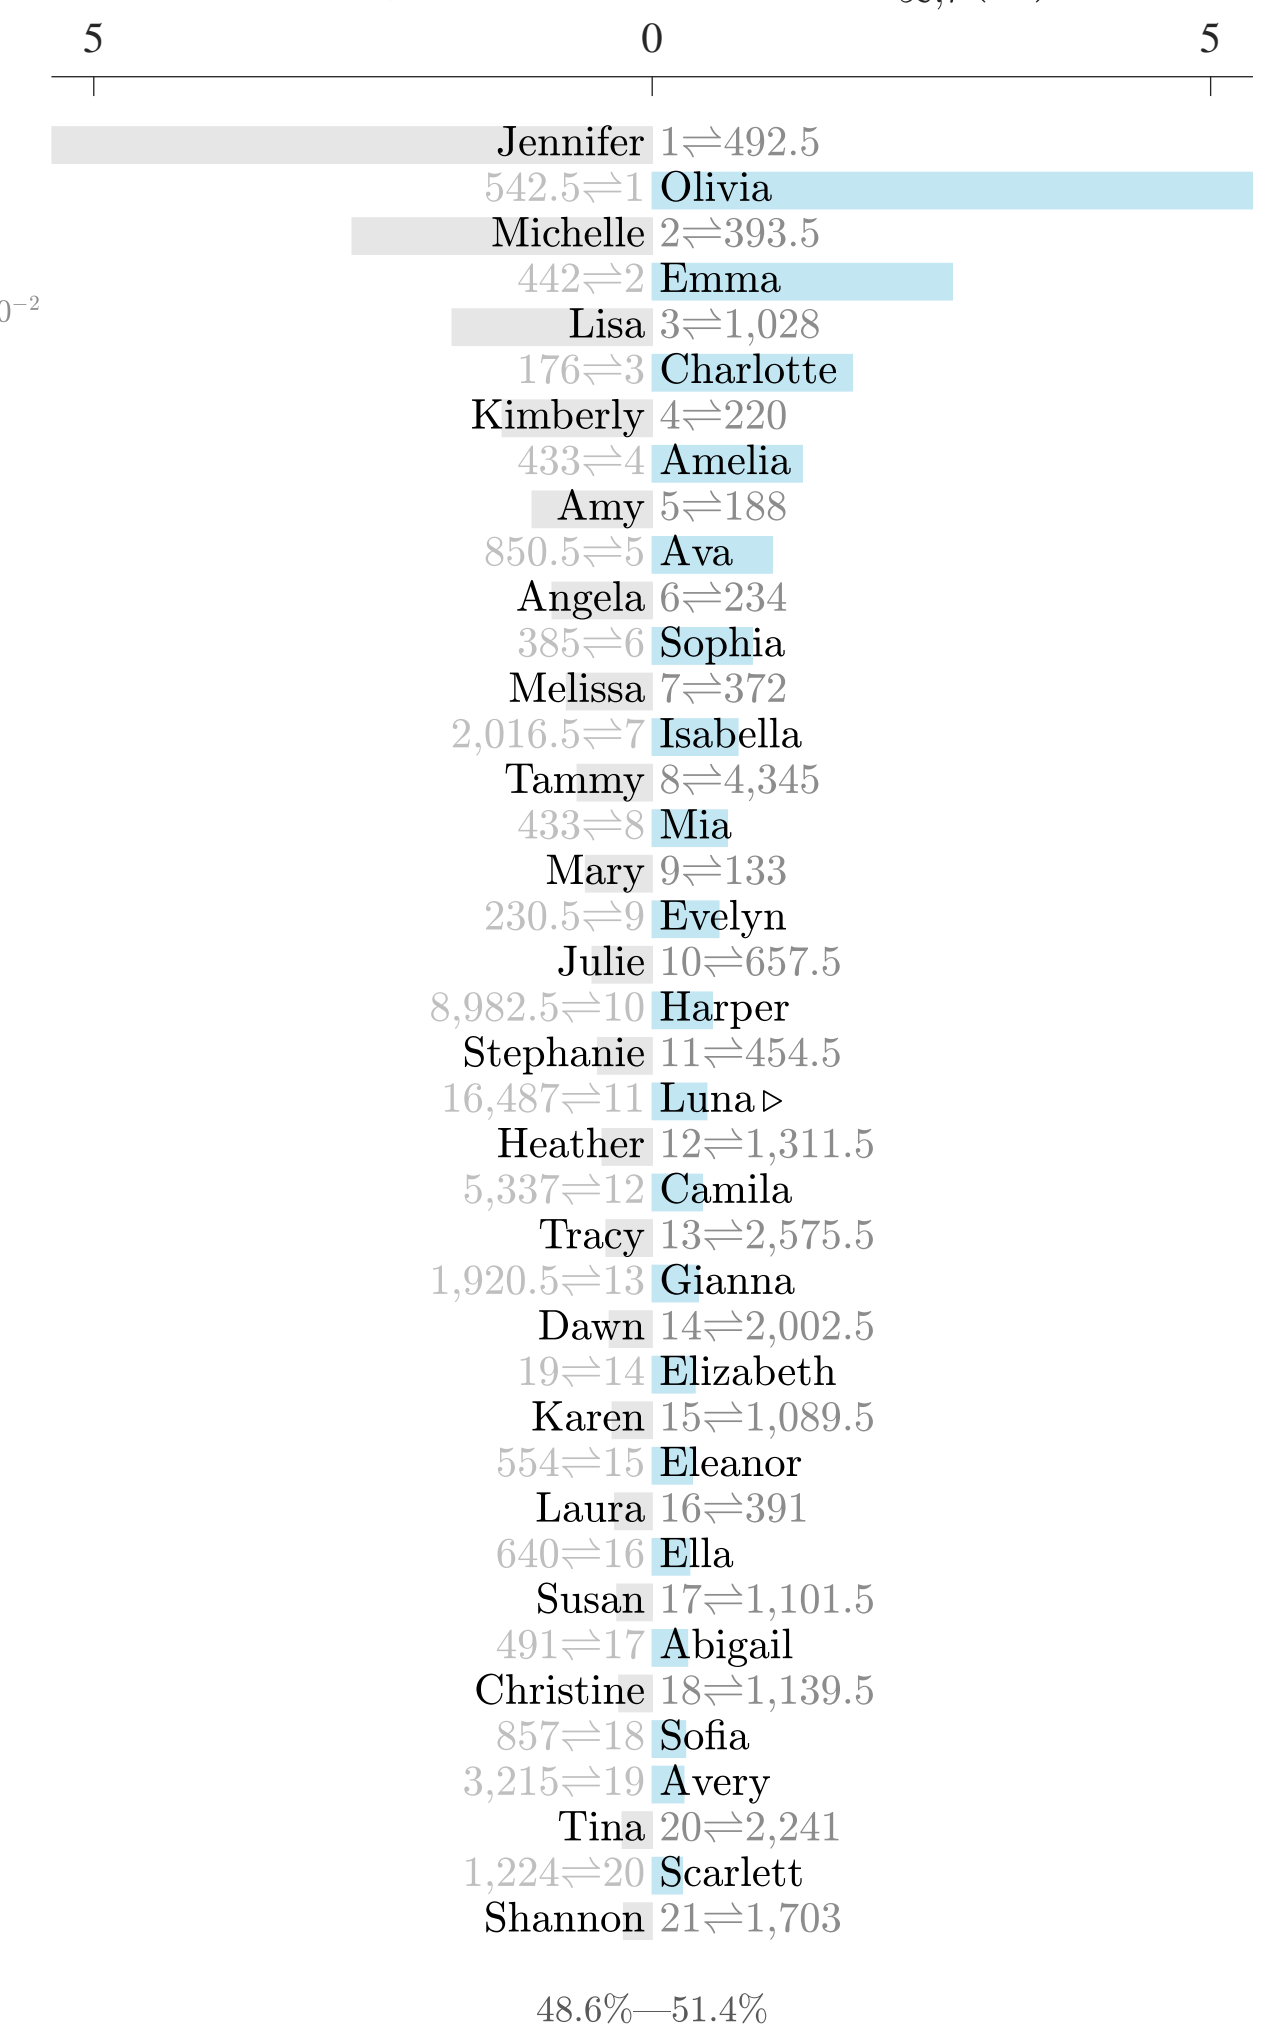 5 0 5
Jennifer 1⇌492.5
542.5⇌1 Olivia
Michelle 2⇌393.5
442⇌2 Emma
0⁻²
Lisa 3⇌1,028
176⇌3 Charlotte
Kimberly 4⇌220
433⇌4 Amelia
Amy 5⇌188
850.5⇌5 Ava
Angela 6⇌234
385⇌6 Sophia
Melissa 7⇌372
2,016.5⇌7 Isabella
Tammy 8⇌4,345
433⇌8 Mia
Mary 9⇌133
230.5⇌9 Evelyn
Julie 10⇌657.5
8,982.5⇌10 Harper
Stephanie 11⇌454.5
16,487⇌11 Luna ▷
Heather 12⇌1,311.5
5,337⇌12 Camila
Tracy 13⇌2,575.5
1,920.5⇌13 Gianna
Dawn 14⇌2,002.5
19⇌14 Elizabeth
Karen 15⇌1,089.5
554⇌15 Eleanor
Laura 16⇌391
640⇌16 Ella
Susan 17⇌1,101.5
491⇌17 Abigail
Christine 18⇌1,139.5
857⇌18 Sofia
3,215⇌19 Avery
Tina 20⇌2,241
1,224⇌20 Scarlett
Shannon 21⇌1,703
48.6%—51.4%